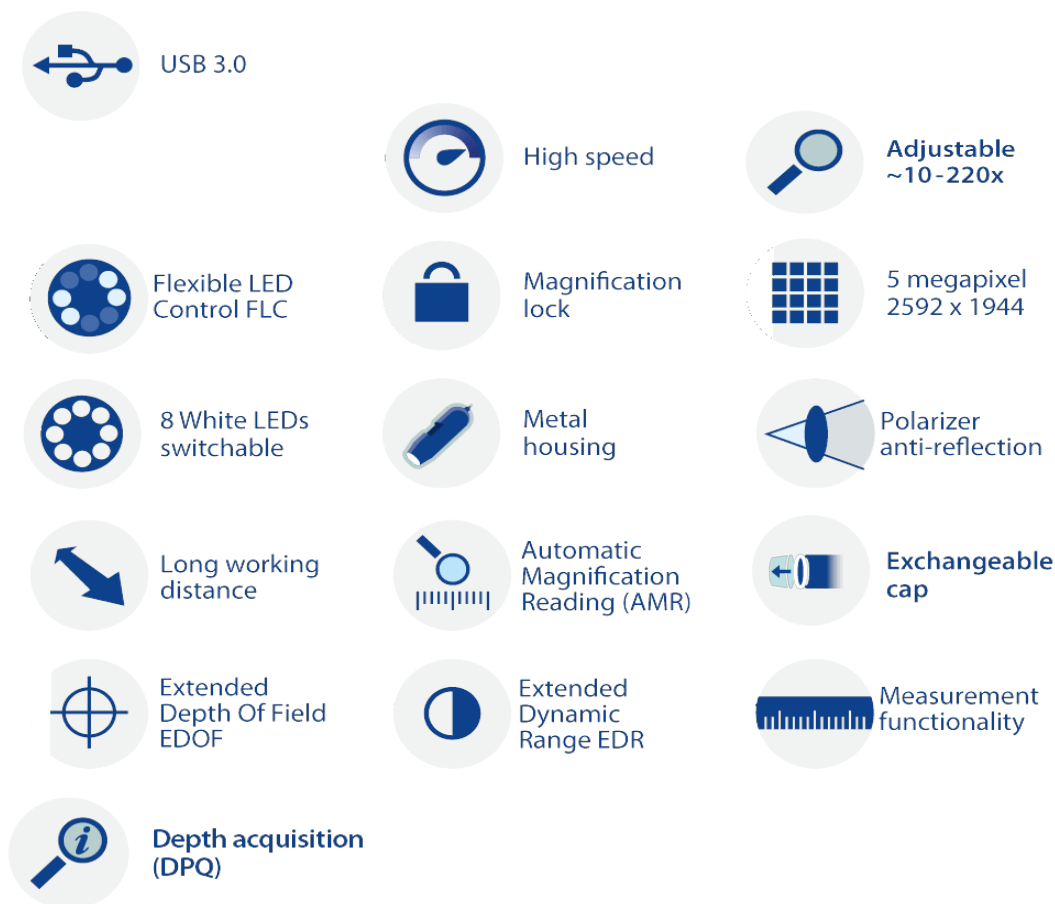 USB 3.0
High speed
Adjustable
~10-220x
Flexible LED
Control FLC
Magnification
lock
5 megapixel
2592 x 1944
8 White LEDs
switchable
Metal
housing
Polarizer
anti-reflection
Long working
distance
Automatic
Magnification
Reading (AMR)
Exchangeable
cap
Extended
Depth Of Field
EDOF
Extended
Dynamic
Range EDR
Measurement
functionality
i
Depth acquisition
(DPQ)